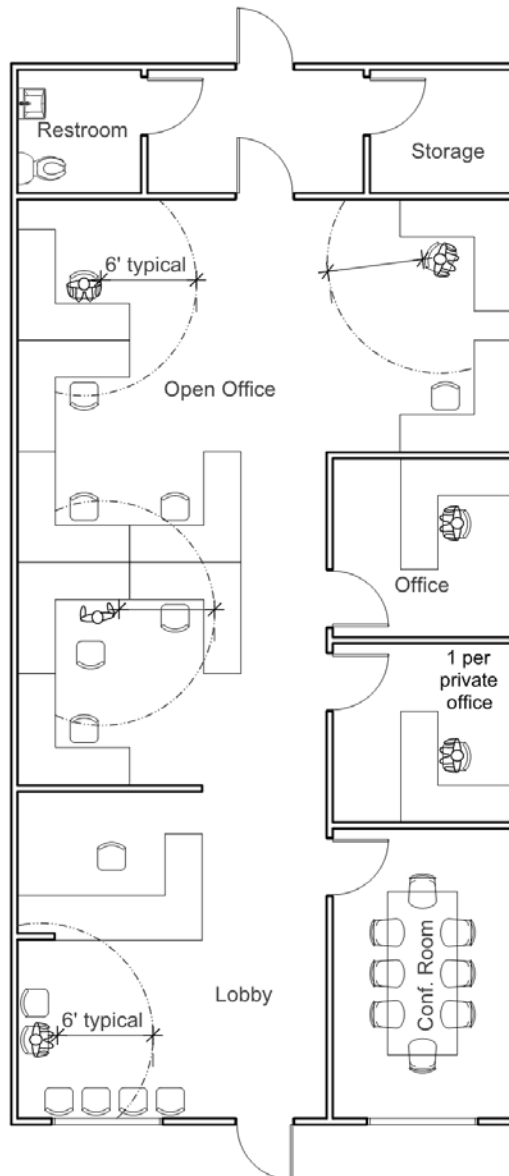 Restroom
Storage
6' typical
Open Office
Office
1 per
private
office
Conf. Room
Lobby
6' typical